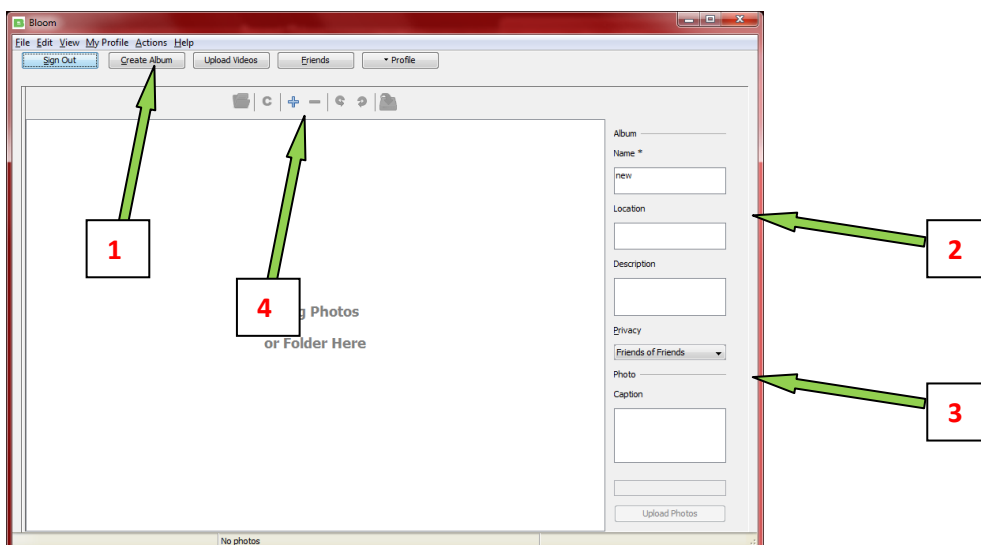 Bloom
File Edit View My Profile Actions Help
Sign Out Create Album Upload Videos Friends Profile
Album
Name *
new
1
Location
2
Description
4
g Photos
or Folder Here
Privacy
Friends of Friends
Photo
Caption
3
Upload Photos
No photos